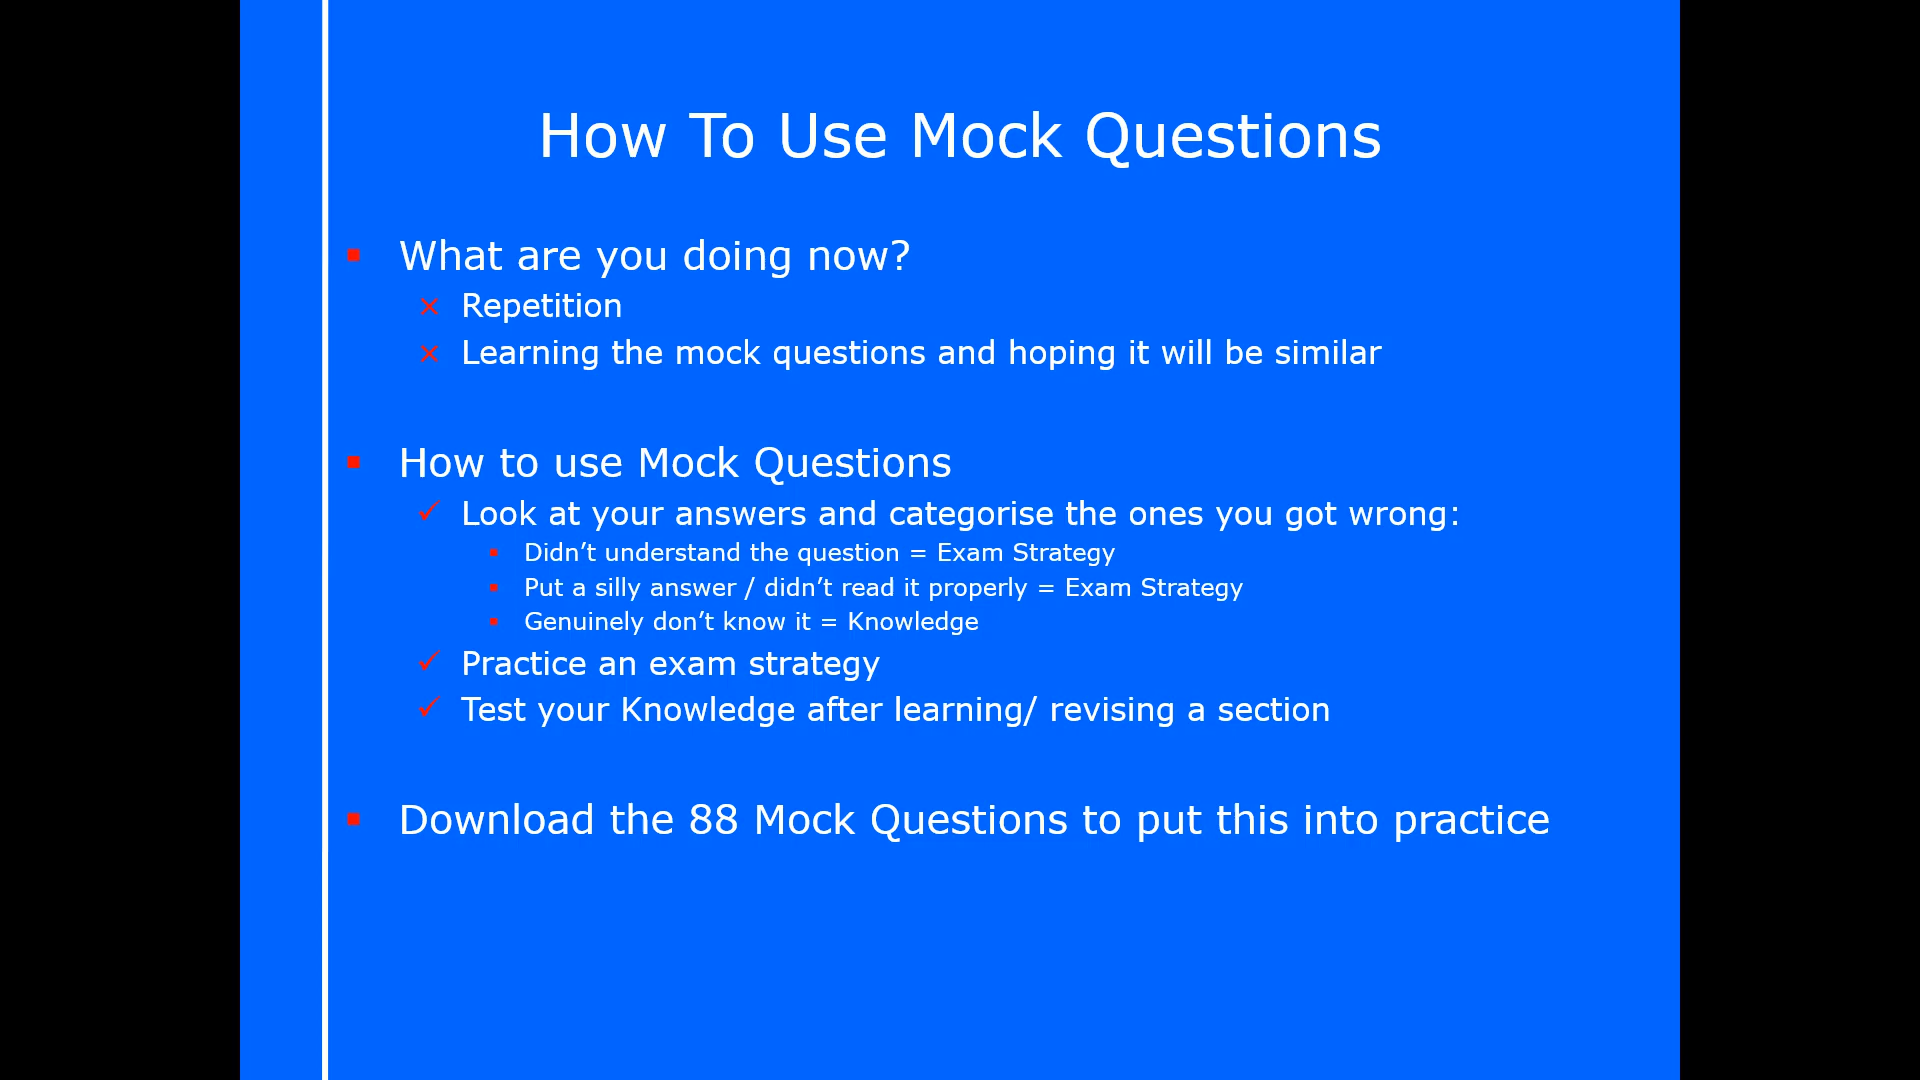 How To Use Mock Questions
What are you doing now?
Repetition
Learning the mock questions and hoping it will be similar
How to use Mock Questions
Look at your answers and categorise the ones you got wrong:
Didn’t understand the question = Exam Strategy
Put a silly answer / didn’t read it properly = Exam Strategy
Genuinely don’t know it = Knowledge
Practice an exam strategy
Test your Knowledge after learning/ revising a section
Download the 88 Mock Questions to put this into practice